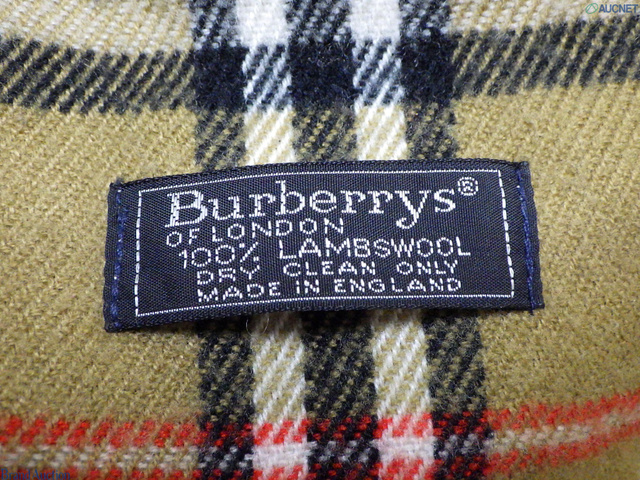 AUCNET
Burberrys®
OF LONDON
100% LAMBSWOOL
DRY CLEAN ONLY
MADE IN ENGLAND